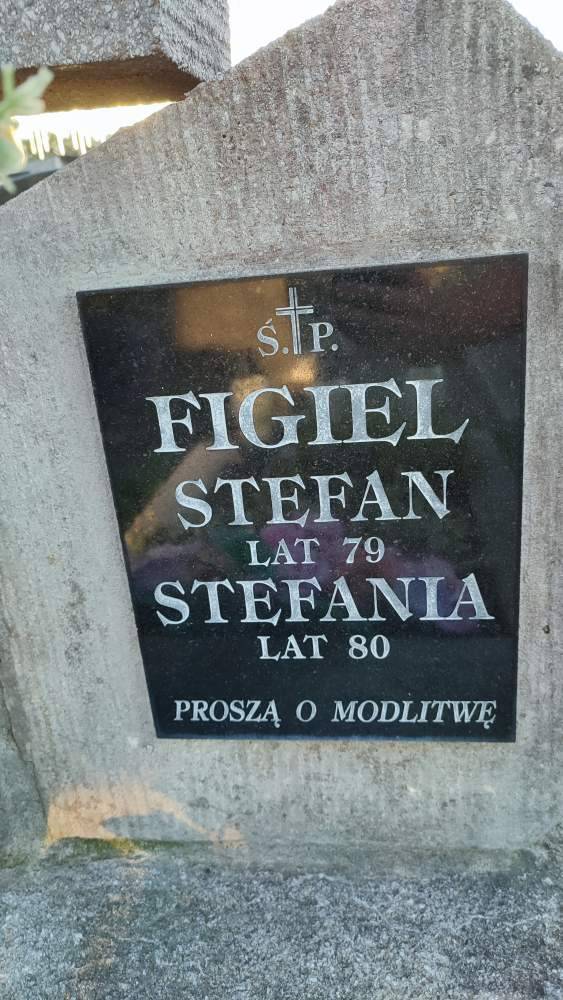 Ś.P.
FIGIEL
STEFAN
LAT 79
STEFANIA
LAT 80
PROSZĄ O MODLITWĘ